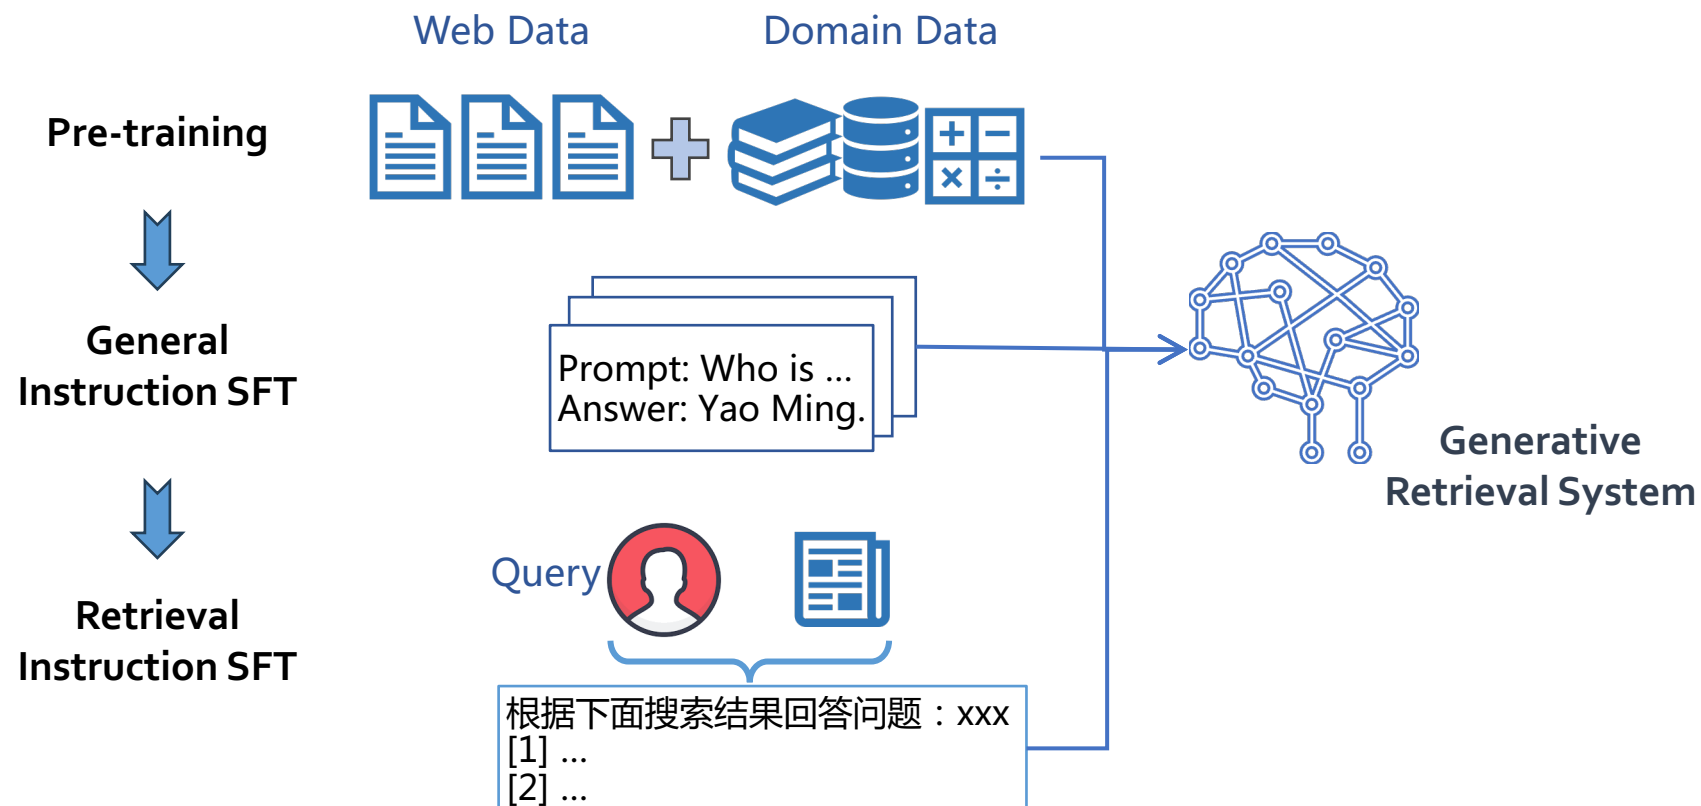 Web Data
Domain Data
Pre-training
General
Instruction SFT
Prompt: Who is ...
Answer: Yao Ming.
Generative
Retrieval System
Query
Retrieval
Instruction SFT
根据下面搜索结果回答问题：xxx
[1] ...
[2] ...